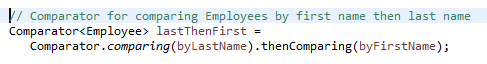 // Comparator for comparing Employees by first name then last name
Comparator<Employee> lastThenFirst =
Comparator.comparing(byLastName).thenComparing(byFirstName);